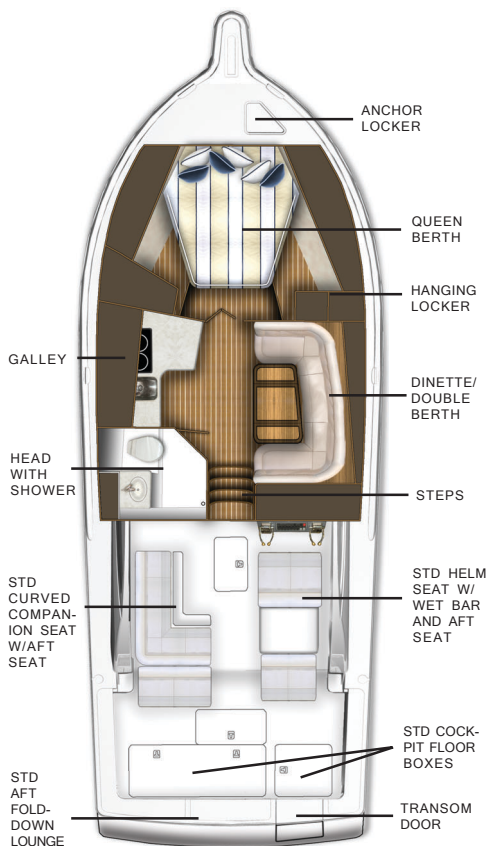 ANCHOR
LOCKER
QUEEN
BERTH
HANGING
LOCKER
GALLEY
DINETTE/
DOUBLE
BERTH
HEAD
WITH
SHOWER
STEPS
STD
CURVED
COMPAN-
ION SEAT
W/AFT
SEAT
STD HELM
SEAT W/
WET BAR
AND AFT
SEAT
STD COCK-
PIT FLOOR
BOXES
STD
AFT
FOLD-
DOWN
LOUNGE
TRANSOM
DOOR